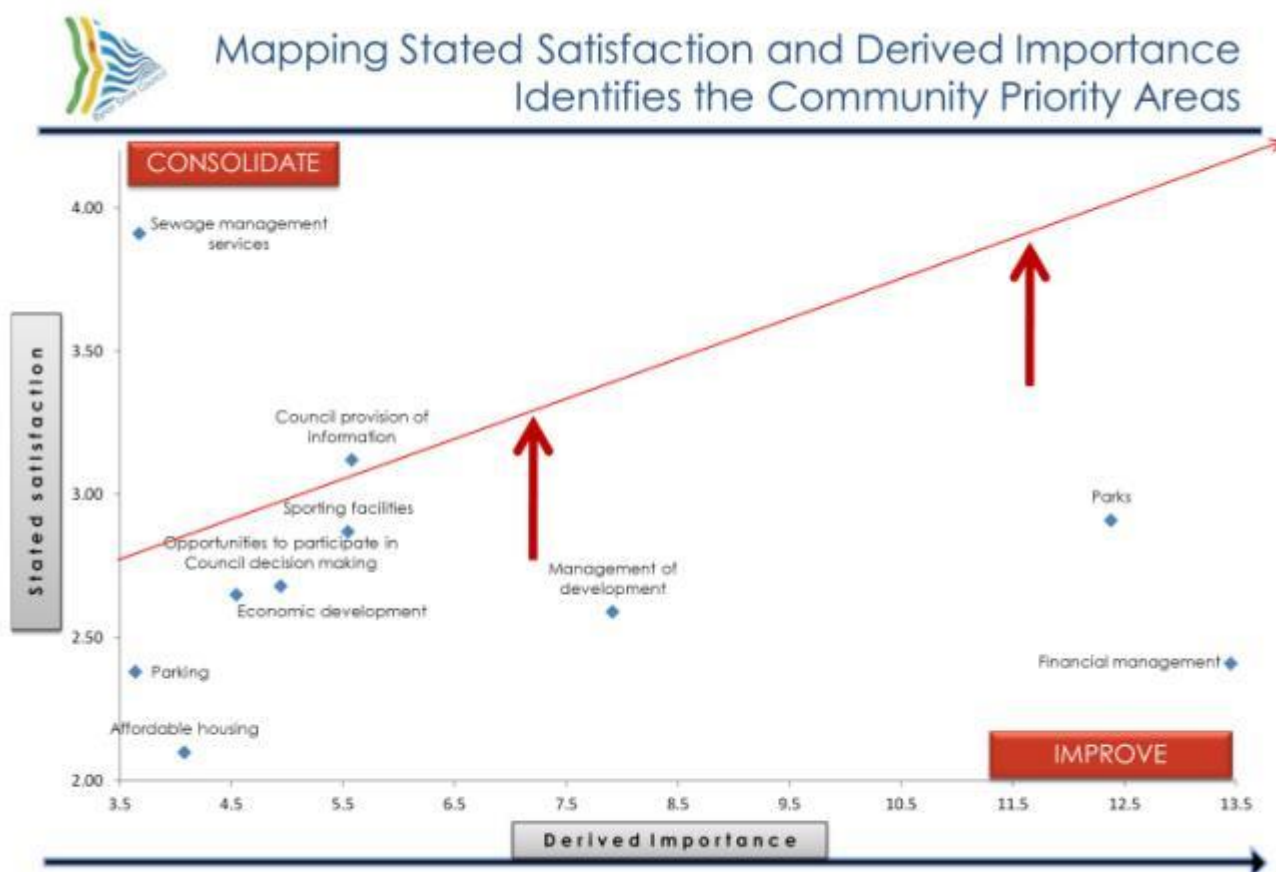 Mapping Stated Satisfaction and Derived Importance
Identifies the Community Priority Areas
CONSOLIDATE
4.00
Sewage management
services
3.50
Stated satisfaction
Council provision of
information
3.00
Sporting facilities
Parks
Opportunities to participate in
Council decision making
Management of
development
Economic development
2.50
Financial management
Parking
Affordable housing
IMPROVE
2.00
3.5 4.5 5.5 6.5 7.5 8.5 9.5 10.5 11.5 12.5 13.5
Derived Importance